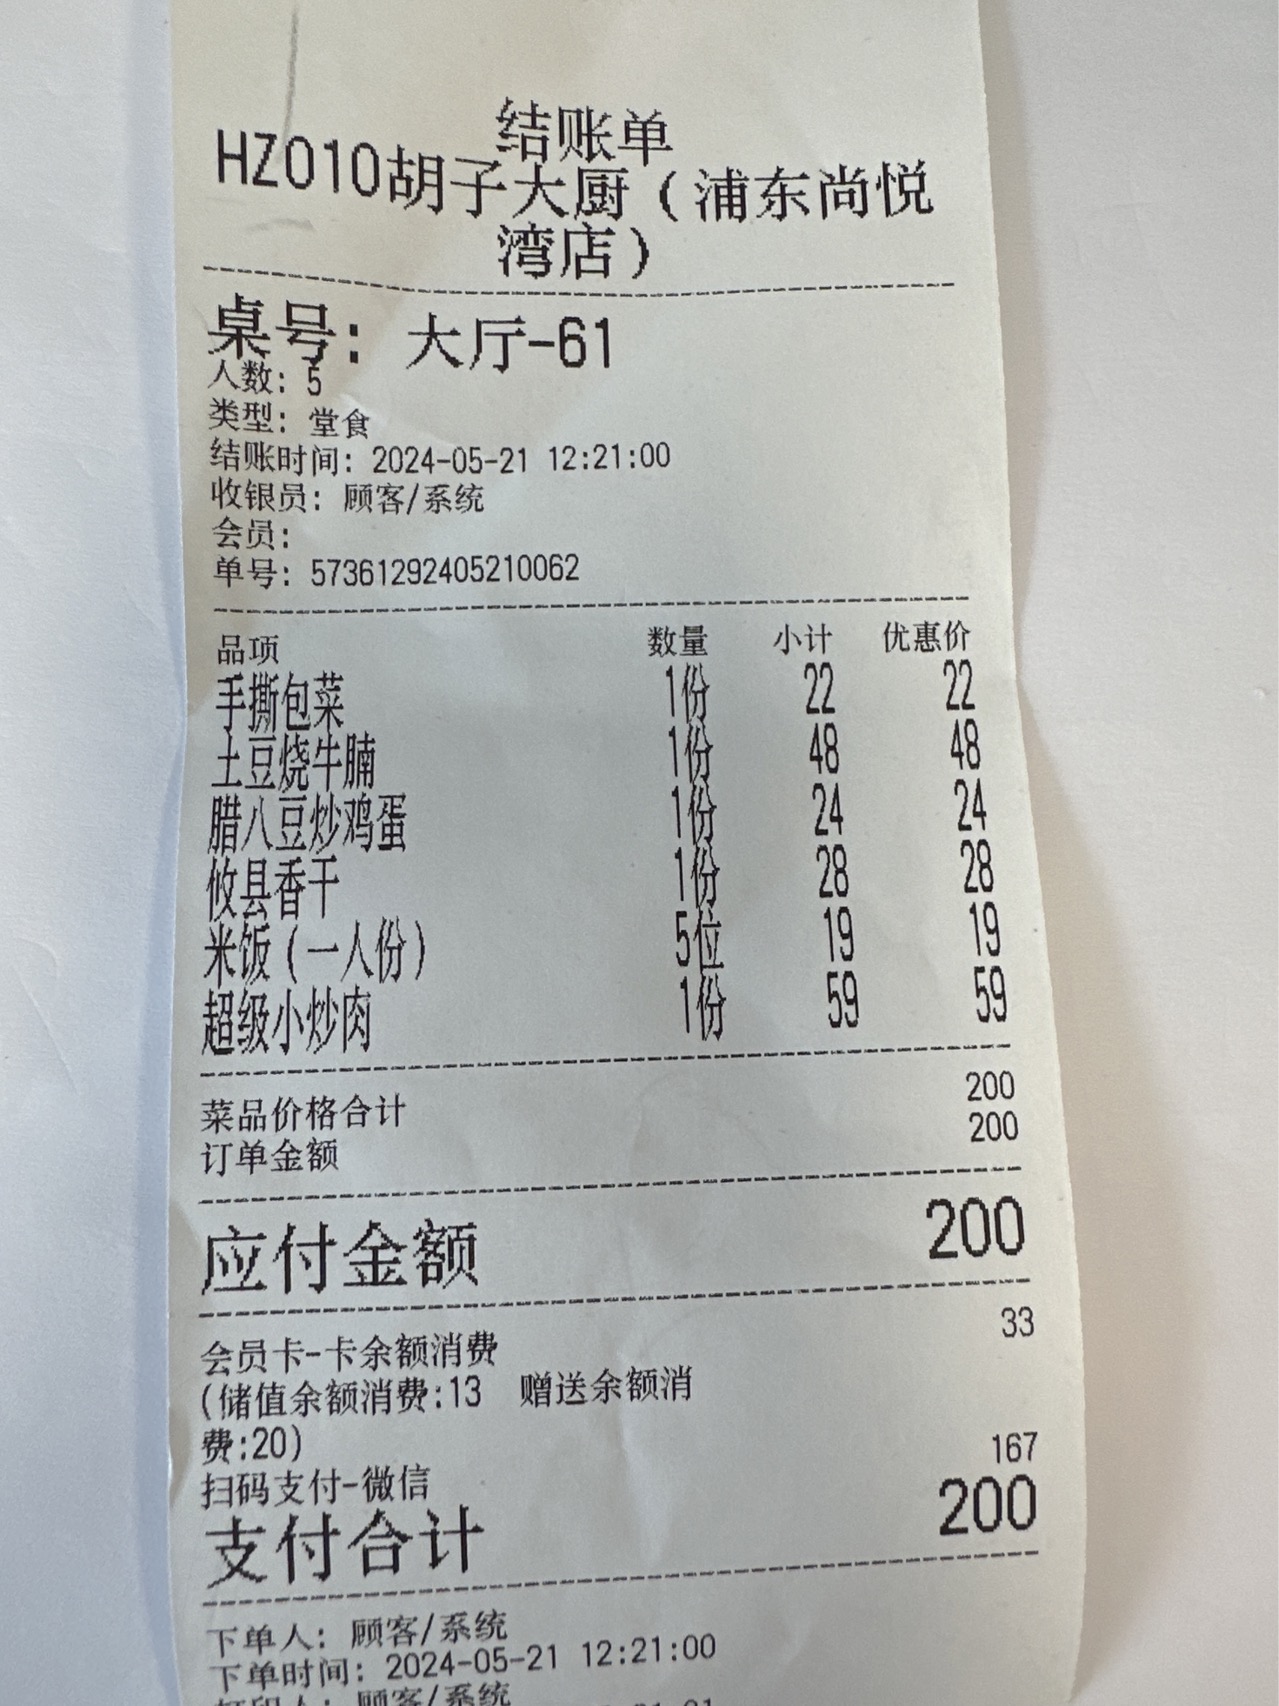 结账单
HZ010胡子大厨（浦东尚悦
湾店）
桌号：大厅-61
人数：5
类型：堂食
结账时间：2024-05-21 12:21:00
收银员：顾客/系统
会员：
单号：57361292405210062
品项 数量 小计 优惠价
手撕包菜 1份 22 22
土豆烧牛腩 1份 48 48
腊八豆炒鸡蛋 1份 24 24
攸县香干 1份 28 28
米饭（一人份） 5位 19 19
超级小炒肉 1份 59 59
菜品价格合计 200
订单金额 200
应付金额 200
会员卡-卡余额消费 33
(储值余额消费:13 赠送余额消
费:20)
扫码支付-微信 167
支付合计 200
下单人：顾客/系统
下单时间：2024-05-21 12:21:00
打印人：顾客/系统